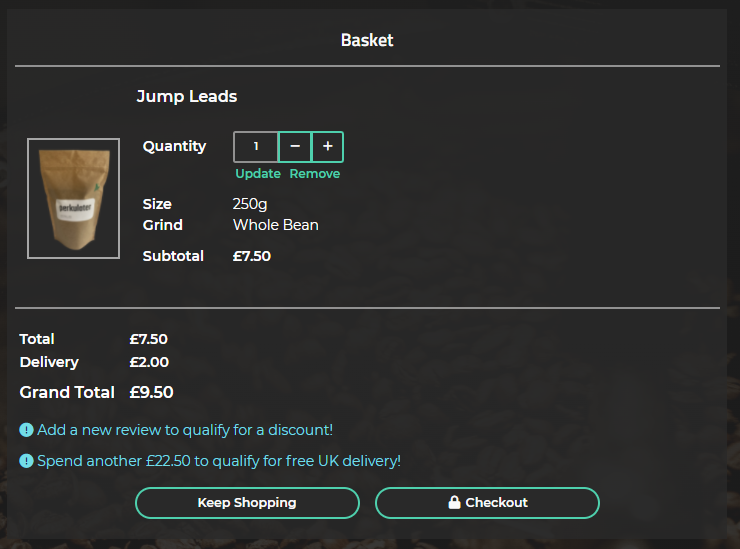 Basket
Jump Leads
Quantity 1 − +
Update Remove
perkulator
Size 250g
Grind Whole Bean
Subtotal £7.50
Total £7.50
Delivery £2.00
Grand Total £9.50
Add a new review to qualify for a discount!
Spend another £22.50 to qualify for free UK delivery!
Keep Shopping Checkout